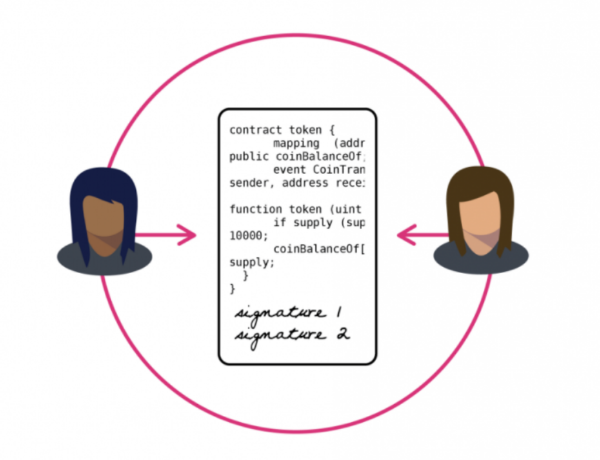 contract token {
mapping (addr
public coinBalanceOf;
event CoinTran
sender, address recei
function token (uint
if supply (sup
10000;
coinBalanceOf[
supply;
}
}
signature 1
signature 2